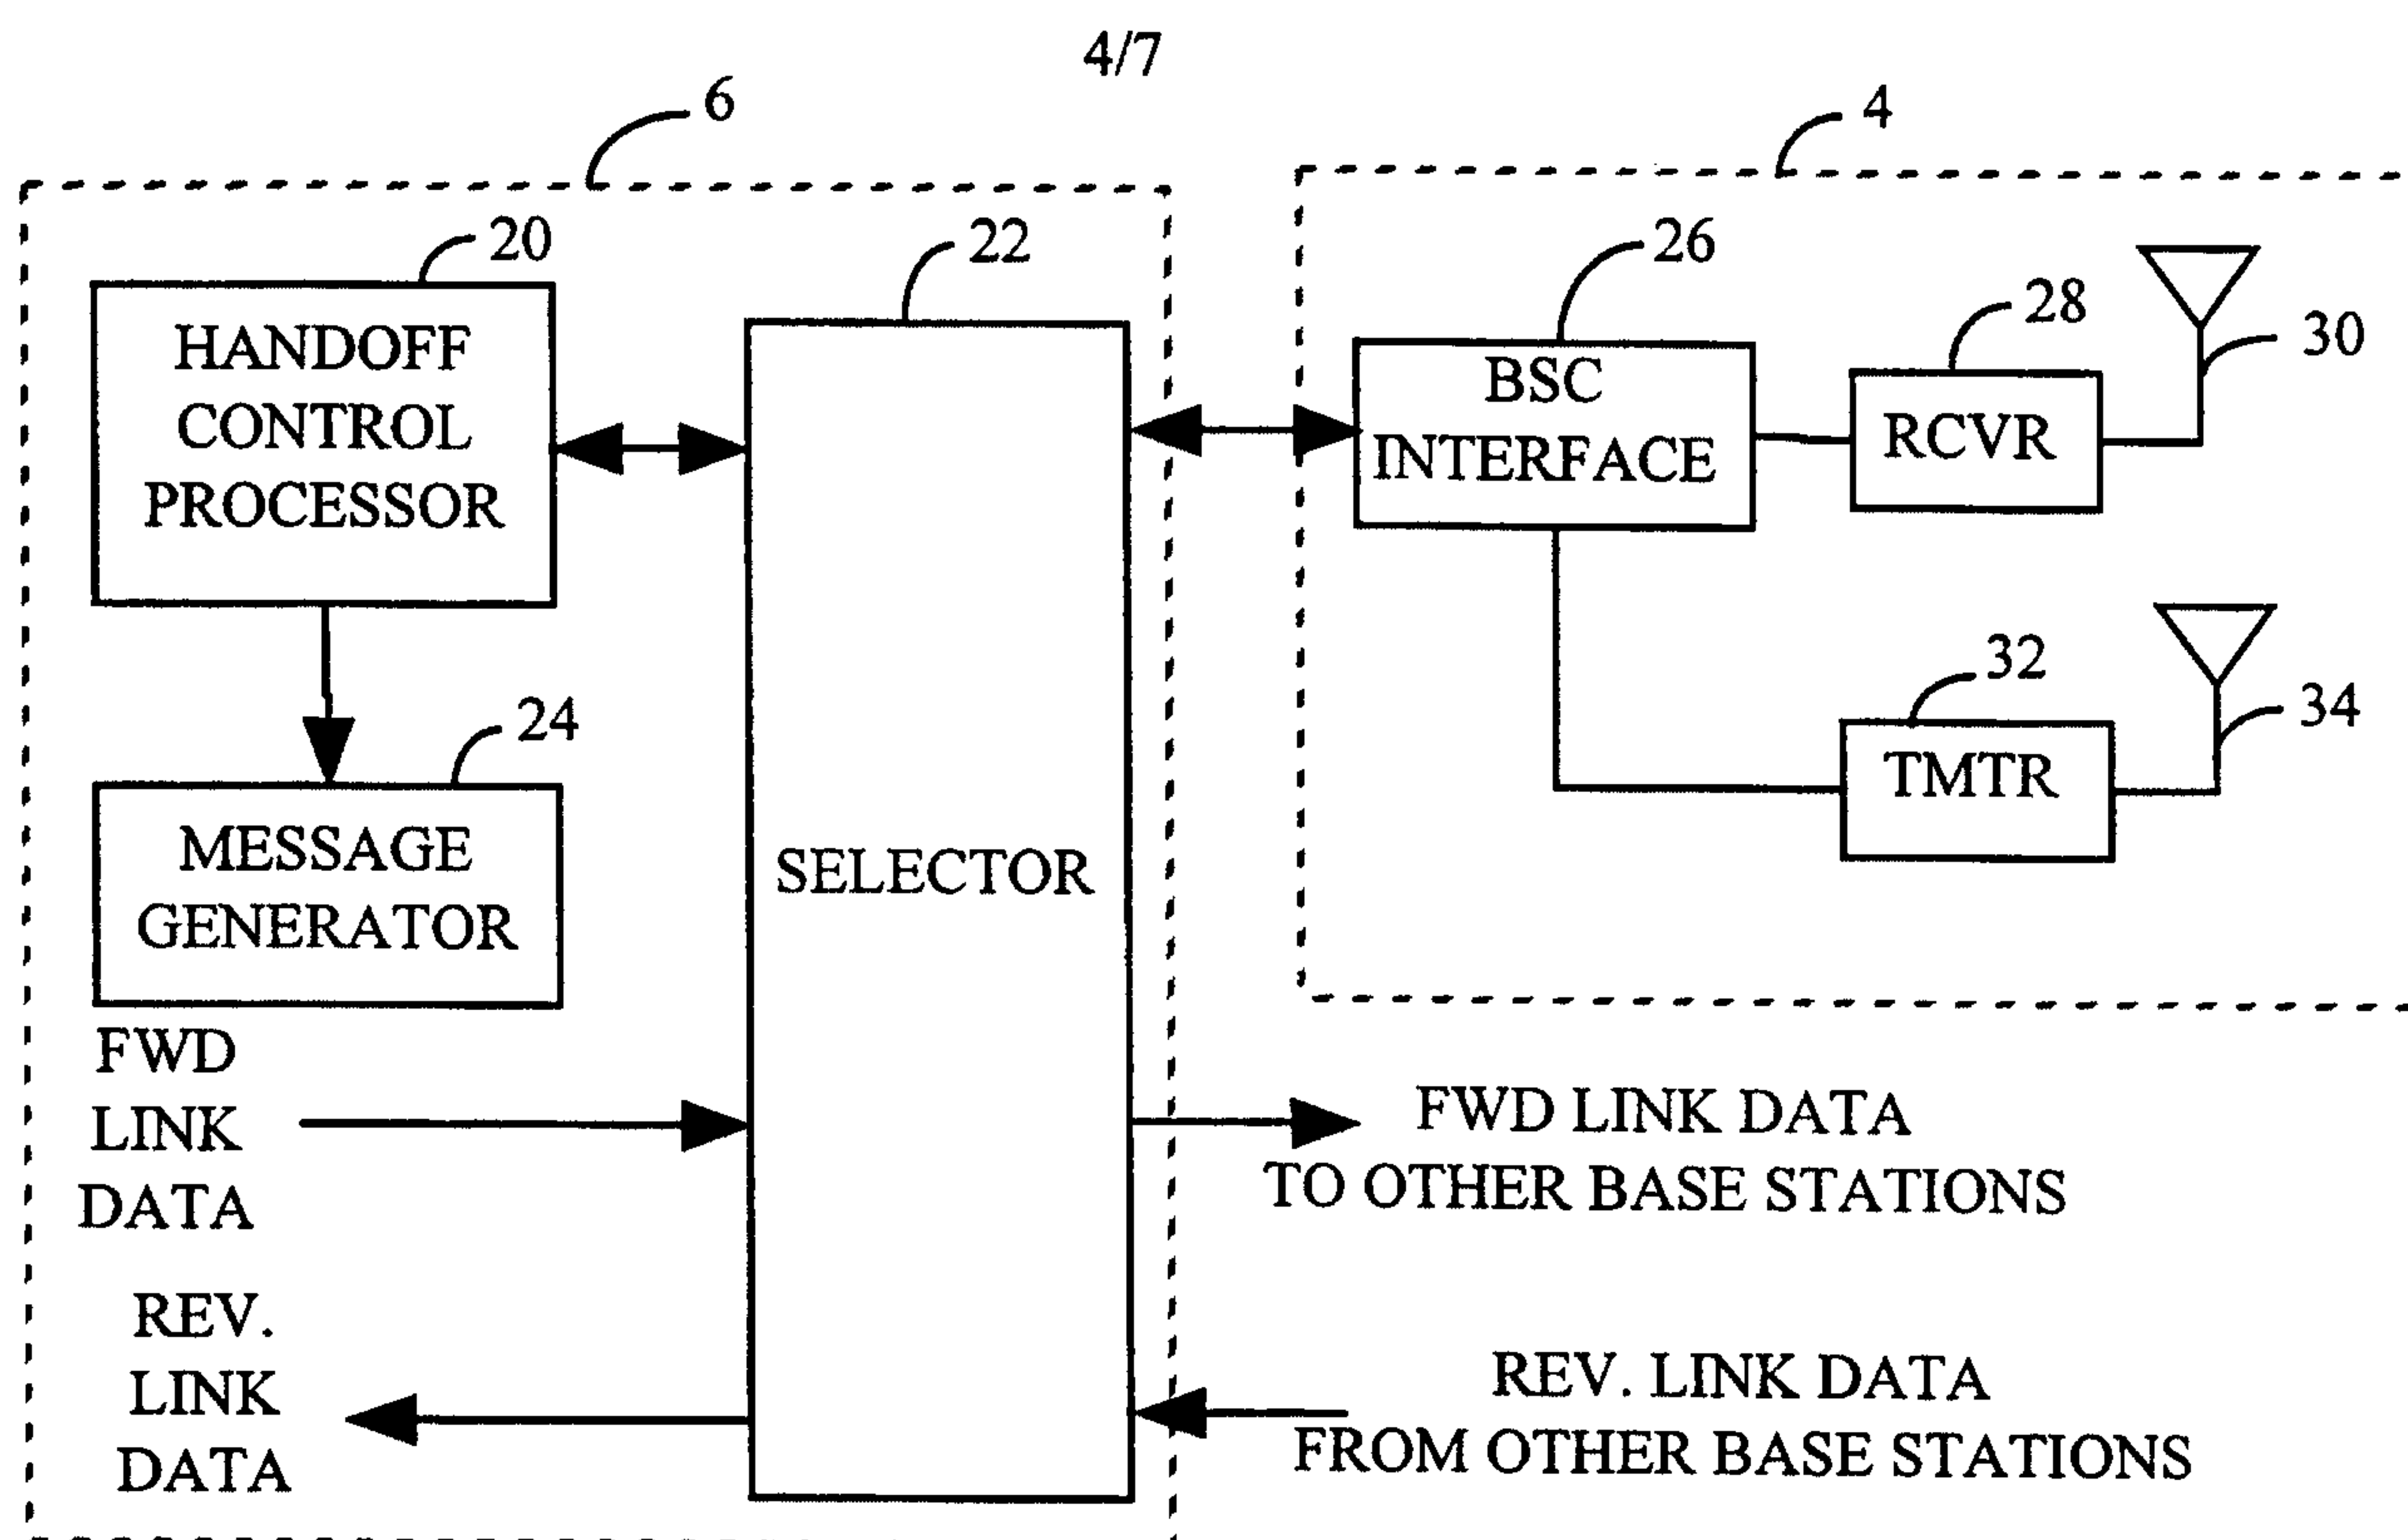 4/7
6
4
20
22
26
28
30
HANDOFF
CONTROL
PROCESSOR
BSC
INTERFACE
RCVR
24
32
34
MESSAGE
GENERATOR
SELECTOR
TMTR
FWD
LINK
DATA
FWD LINK DATA
TO OTHER BASE STATIONS
REV.
LINK
DATA
REV. LINK DATA
FROM OTHER BASE STATIONS